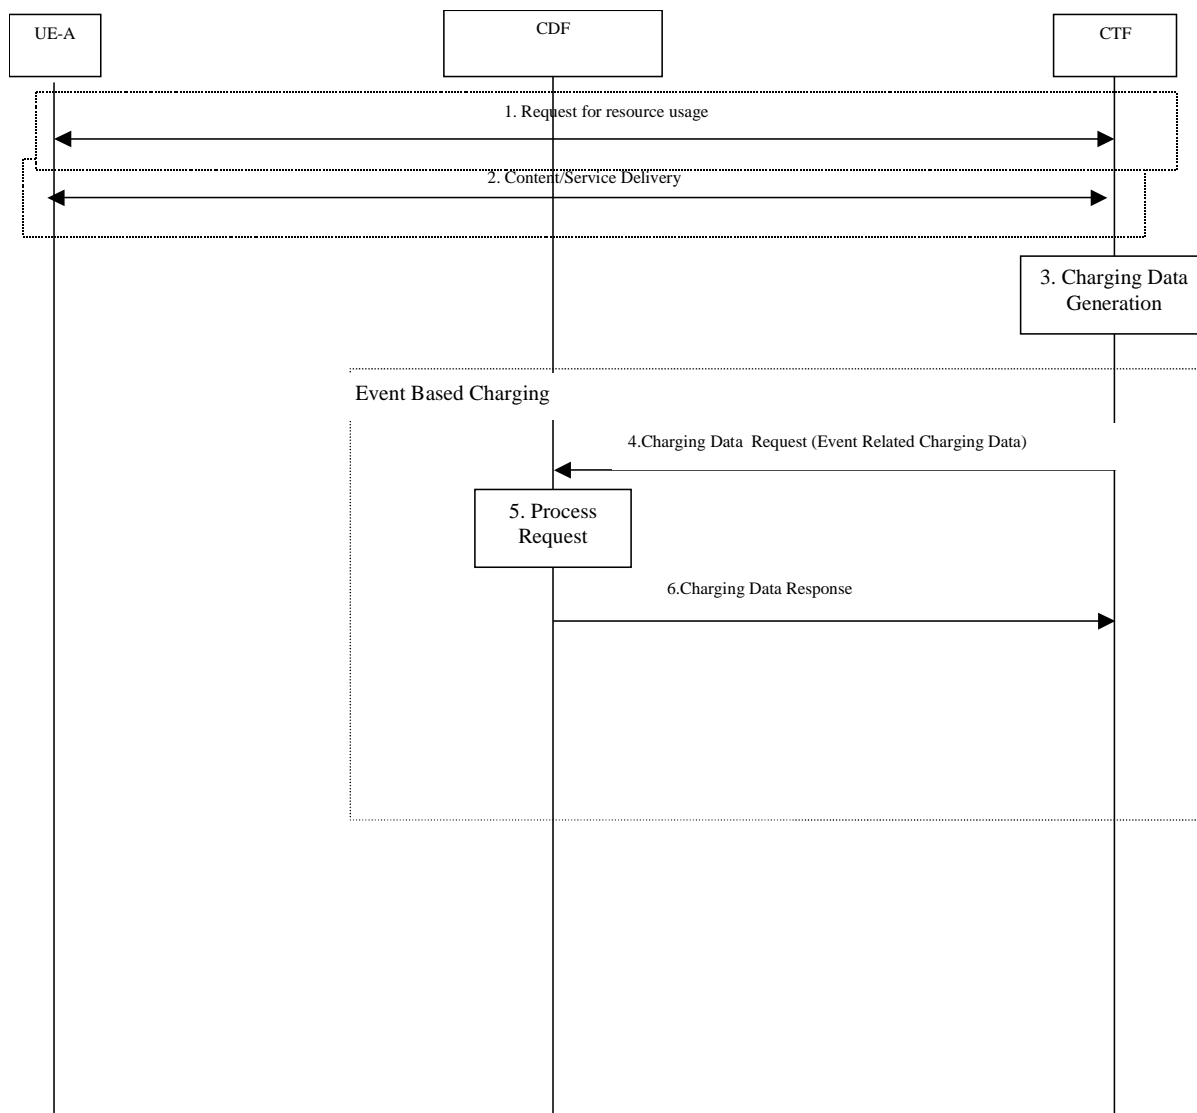 UE-A
CDF
CTF
1. Request for resource usage
2. Content/Service Delivery
3. Charging Data
Generation
Event Based Charging
4.Charging Data  Request (Event Related Charging Data)
5. Process
Request
6.Charging Data Response